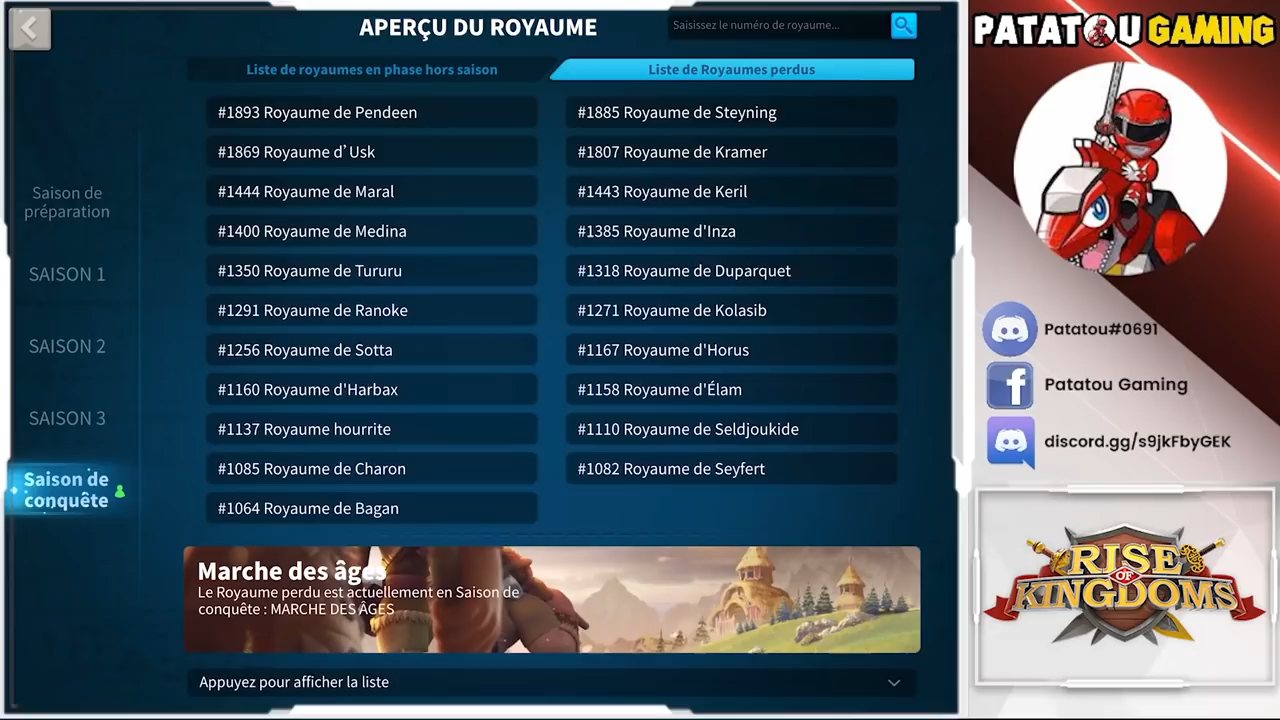 APERÇU DU ROYAUME
Saisissez le numéro de royaume...
PATATOU GAMING
Liste de royaumes en phase hors saison
Liste de Royaumes perdus
#1893 Royaume de Pendeen
#1885 Royaume de Steyning
#1869 Royaume d'Usk
#1807 Royaume de Kramer
#1444 Royaume de Maral
#1443 Royaume de Keril
#1400 Royaume de Medina
#1385 Royaume d'Inza
#1350 Royaume de Tururu
#1318 Royaume de Duparquet
#1291 Royaume de Ranoke
#1271 Royaume de Kolasib
#1256 Royaume de Sotta
#1167 Royaume d'Horus
#1160 Royaume d'Harbax
#1158 Royaume d'Élam
#1137 Royaume hourrite
#1110 Royaume de Seldjoukide
#1085 Royaume de Charon
#1082 Royaume de Seyfert
#1064 Royaume de Bagan
Saison de
préparation
SAISON 1
SAISON 2
SAISON 3
Saison de
conquête
Marche des âges
Le Royaume perdu est actuellement en Saison de
conquête : MARCHE DES ÂGES
Appuyez pour afficher la liste
Patatou#0691
Patatou Gaming
discord.gg/s9jkFbyGEK
RISE
OF
KINGDOMS